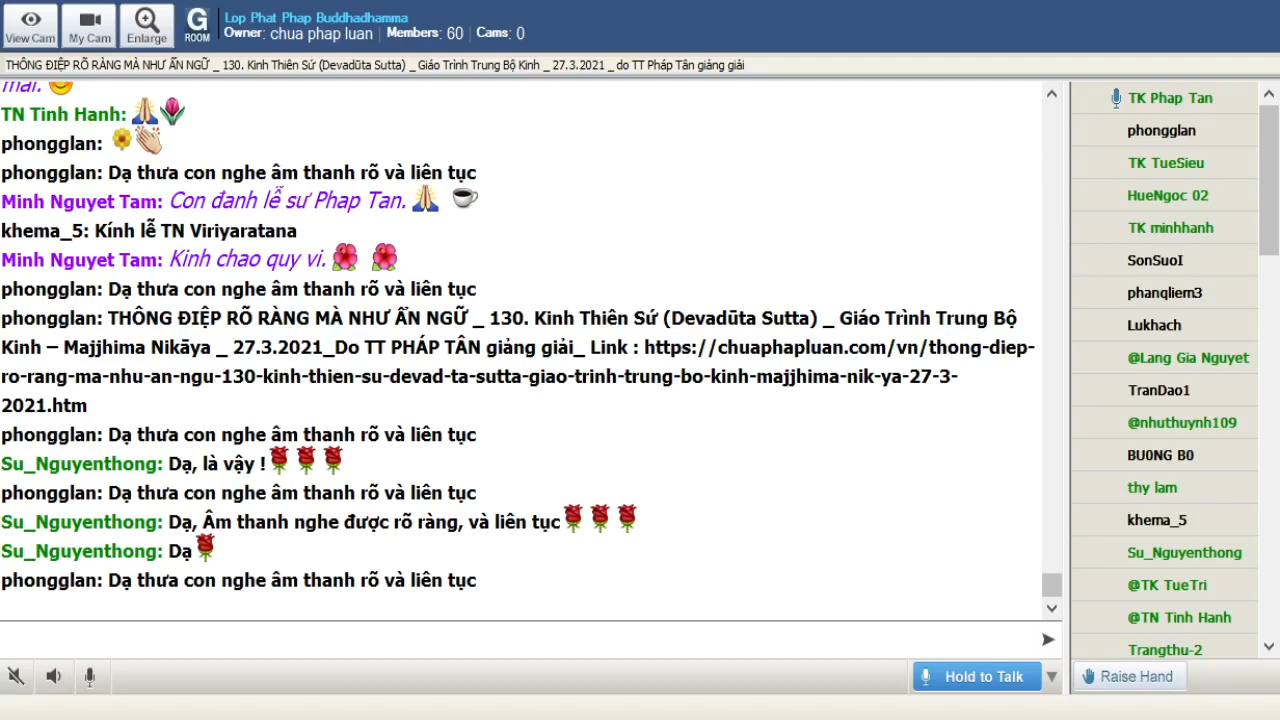 View Cam
My Cam
Enlarge
G
ROOM
Lop Phat Phap Buddhadhamma
Owner: chua phap luan | Members: 60 | Cams: 0
THÔNG ĐIỆP RÕ RÀNG MÀ NHƯ ẨN NGỮ _ 130. Kinh Thiên Sứ (Devadūta Sutta) _ Giáo Trình Trung Bộ Kinh _ 27.3.2021 _ do TT Pháp Tân giảng giải
TN Tinh Hanh:
phongglan:
phongglan: Dạ thưa con nghe âm thanh rõ và liên tục
Minh Nguyet Tam: Con đanh lễ sư Phap Tan.
khema_5: Kính lễ TN Viriyaratana
Minh Nguyet Tam: Kinh chao quy vi.
phongglan: Dạ thưa con nghe âm thanh rõ và liên tục
phongglan: THÔNG ĐIỆP RÕ RÀNG MÀ NHƯ ẨN NGỮ _ 130. Kinh Thiên Sứ (Devadūta Sutta) _ Giáo Trình Trung Bộ
Kinh – Majjhima Nikāya _ 27.3.2021_Do TT PHÁP TÂN giảng giải_ Link : https://chuaphapluan.com/vn/thong-diep-
ro-rang-ma-nhu-an-ngu-130-kinh-thien-su-devad-ta-sutta-giao-trinh-trung-bo-kinh-majjhima-nik-ya-27-3-
2021.htm
phongglan: Dạ thưa con nghe âm thanh rõ và liên tục
Su_Nguyenthong: Dạ, là vậy !
phongglan: Dạ thưa con nghe âm thanh rõ và liên tục
Su_Nguyenthong: Dạ, Âm thanh nghe được rõ ràng, và liên tục
Su_Nguyenthong: Dạ
phongglan: Dạ thưa con nghe âm thanh rõ và liên tục
Hold to Talk
TK Phap Tan
phongglan
TK TueSieu
HueNgoc 02
TK minhhanh
SonSuoI
phanqliem3
Lukhach
@Lang Gia Nguyet
TranDao1
@nhuthuynh109
BU0NG B0
thy lam
khema_5
Su_Nguyenthong
@TK TueTri
@TN Tinh Hanh
Trangthu-2
Raise Hand